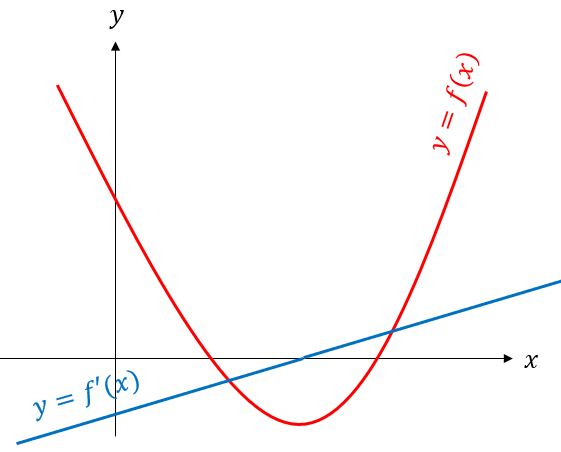 y
y = f(x)
x
y = f'(x)